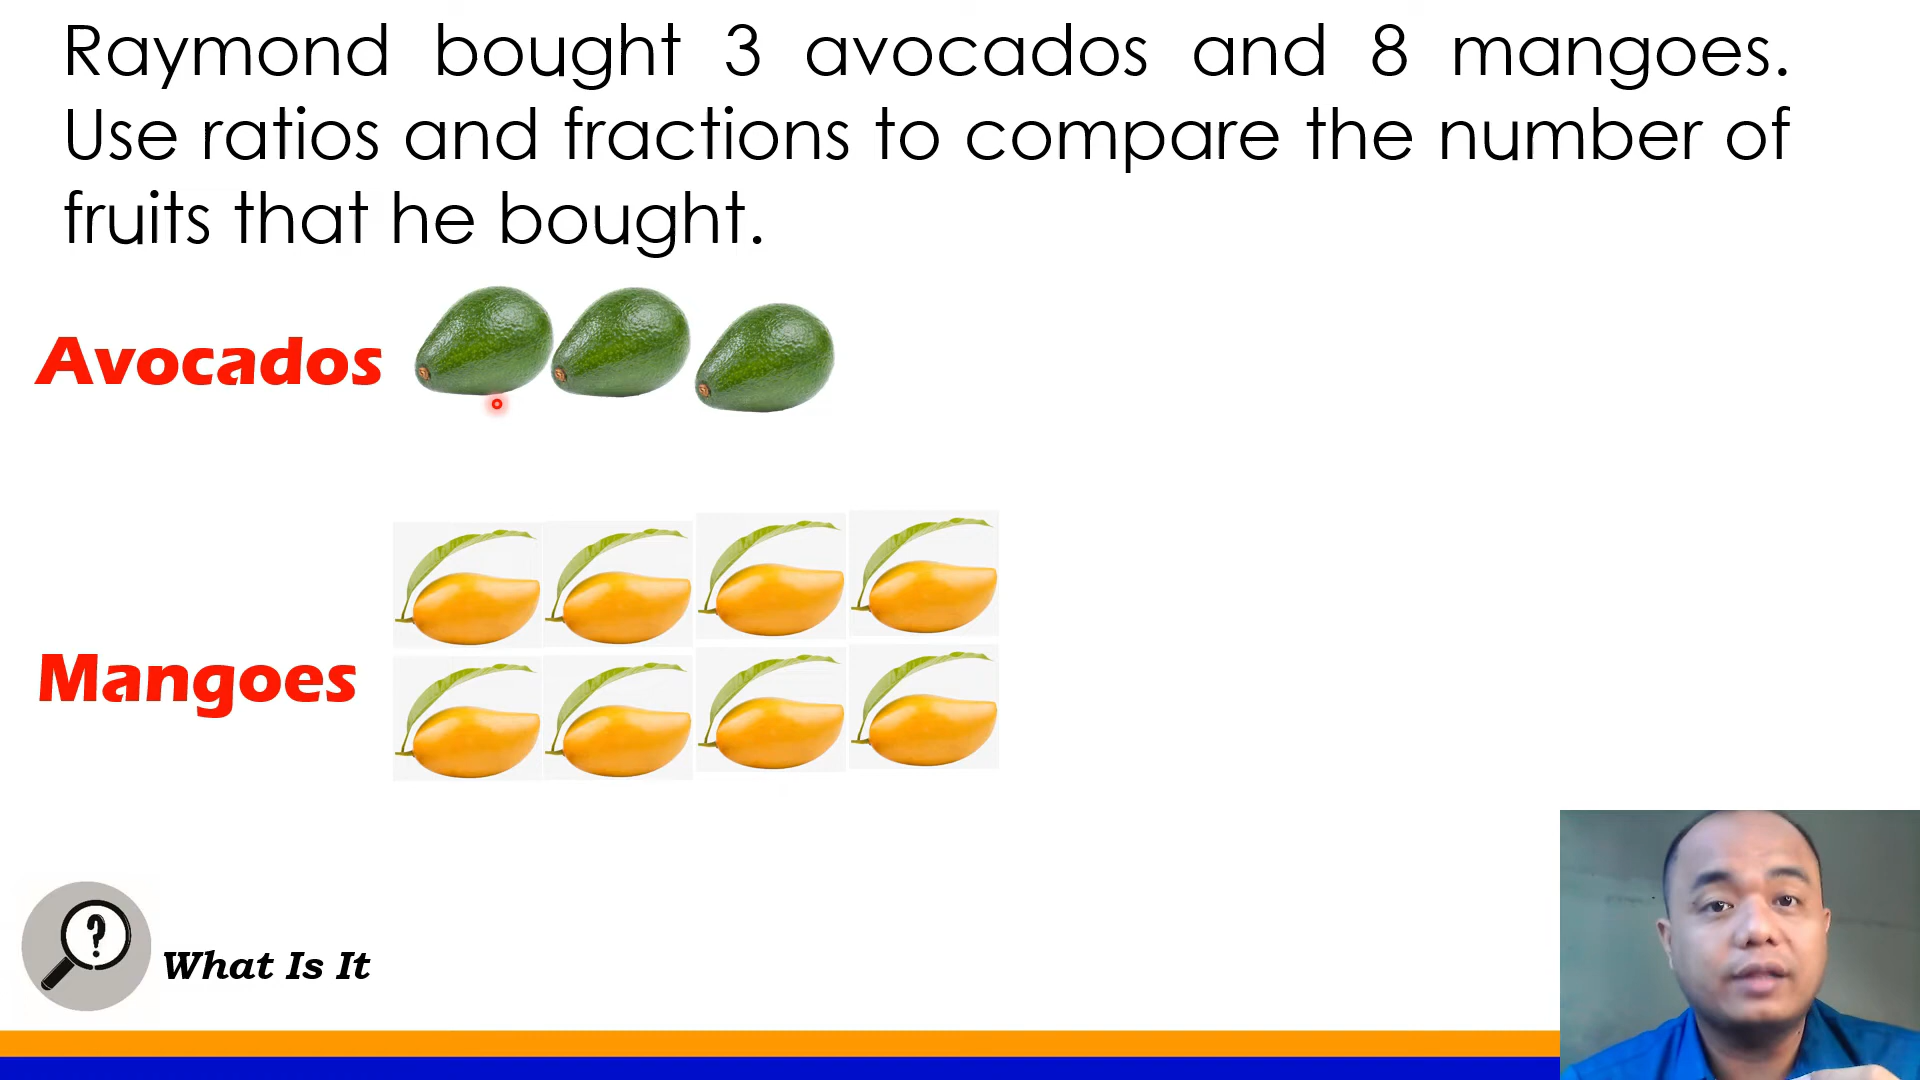 Raymond bought 3 avocados and 8 mangoes.
Use ratios and fractions to compare the number of
fruits that he bought.
Avocados
Mangoes
?
What Is It